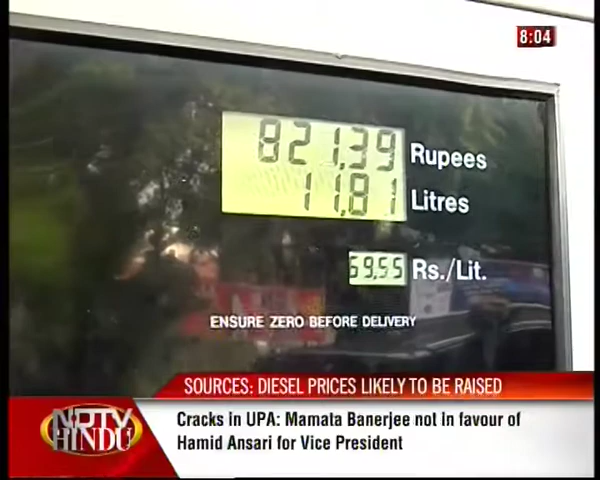 8:04
821.39 Rupees
11.81 Litres
69.55 Rs./Lit.
ENSURE ZERO BEFORE DELIVERY
SOURCES: DIESEL PRICES LIKELY TO BE RAISED
NDTV
HINDU
Cracks in UPA: Mamata Banerjee not in favour of
Hamid Ansari for Vice President